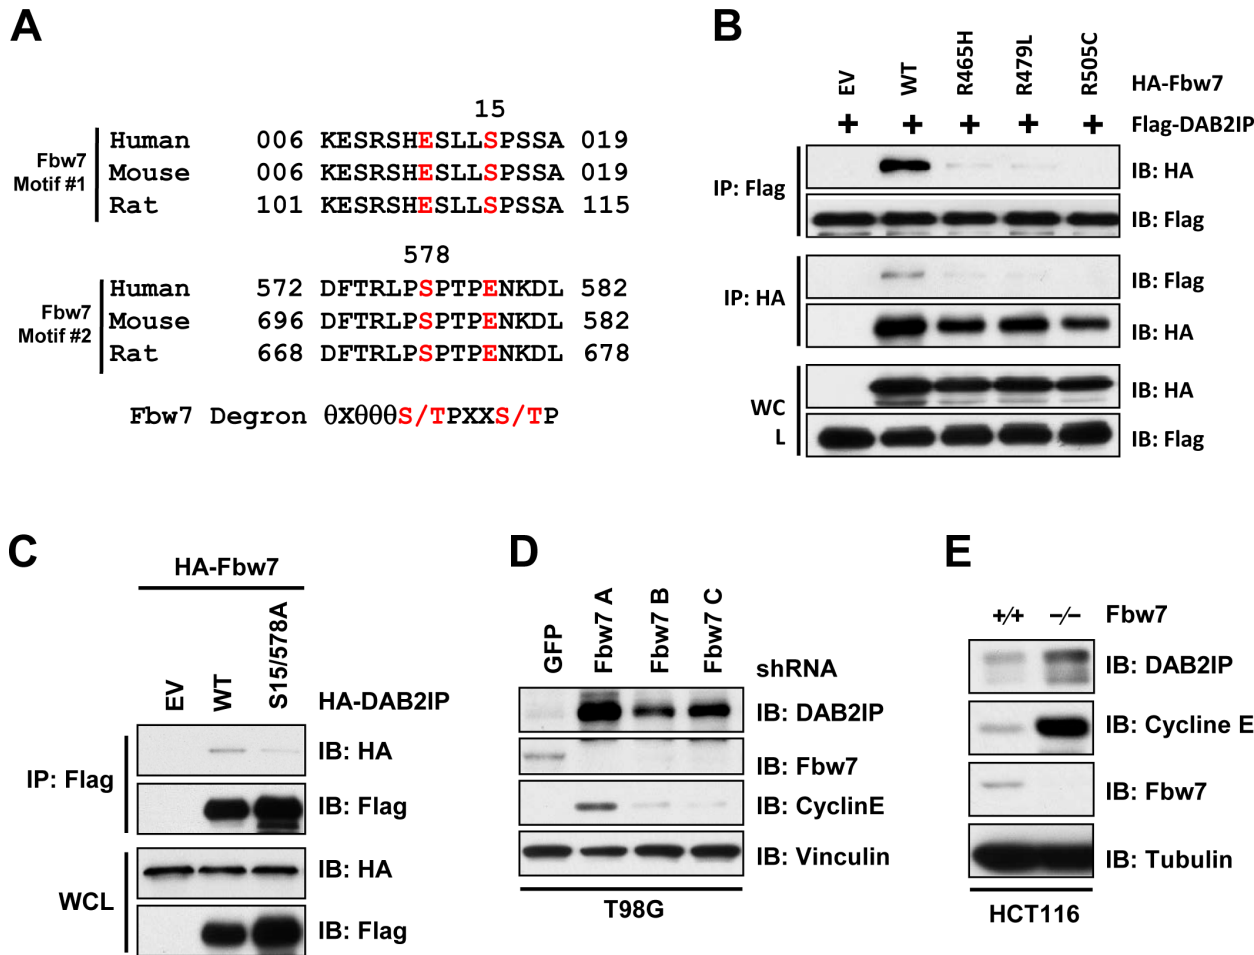 A
15
Fbw7 Motif #1
Human 006 KESRSHESLLSPSSA 019
Mouse 006 KESRSHESLLSPSSA 019
Rat 101 KESRSHESLLSPSSA 115
578
Fbw7 Motif #2
Human 572 DFTRLPSPTPENKDL 582
Mouse 696 DFTRLPSPTPENKDL 582
Rat 668 DFTRLPSPTPENKDL 678
Fbw7 Degron θXθθθS/TPXXS/TP
B
EV WT R465H R479L R505C HA-Fbw7
+ + + + + Flag-DAB2IP
IP: Flag
IB: HA
IB: Flag
IP: HA
IB: Flag
IB: HA
WC
L
IB: HA
IB: Flag
C
HA-Fbw7
EV WT S15/578A HA-DAB2IP
IP: Flag
IB: HA
IB: Flag
WCL
IB: HA
IB: Flag
D
GFP Fbw7 A Fbw7 B Fbw7 C shRNA
IB: DAB2IP
IB: Fbw7
IB: CyclinE
IB: Vinculin
T98G
E
+/+ −/− Fbw7
IB: DAB2IP
IB: Cycline E
IB: Fbw7
IB: Tubulin
HCT116